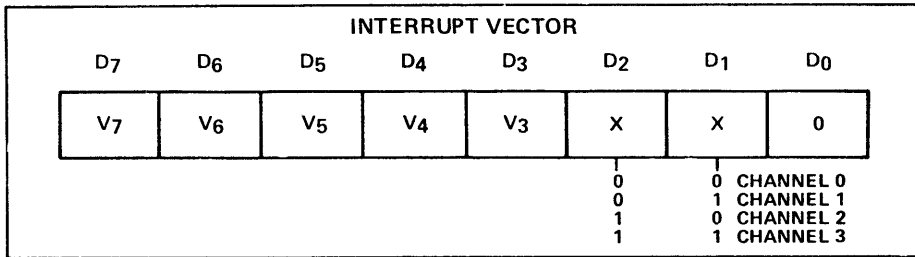 INTERRUPT VECTOR
D7 D6 D5 D4 D3 D2 D1 D0
V7 V6 V5 V4 V3 X X 0
0 0 CHANNEL 0
0 1 CHANNEL 1
1 0 CHANNEL 2
1 1 CHANNEL 3